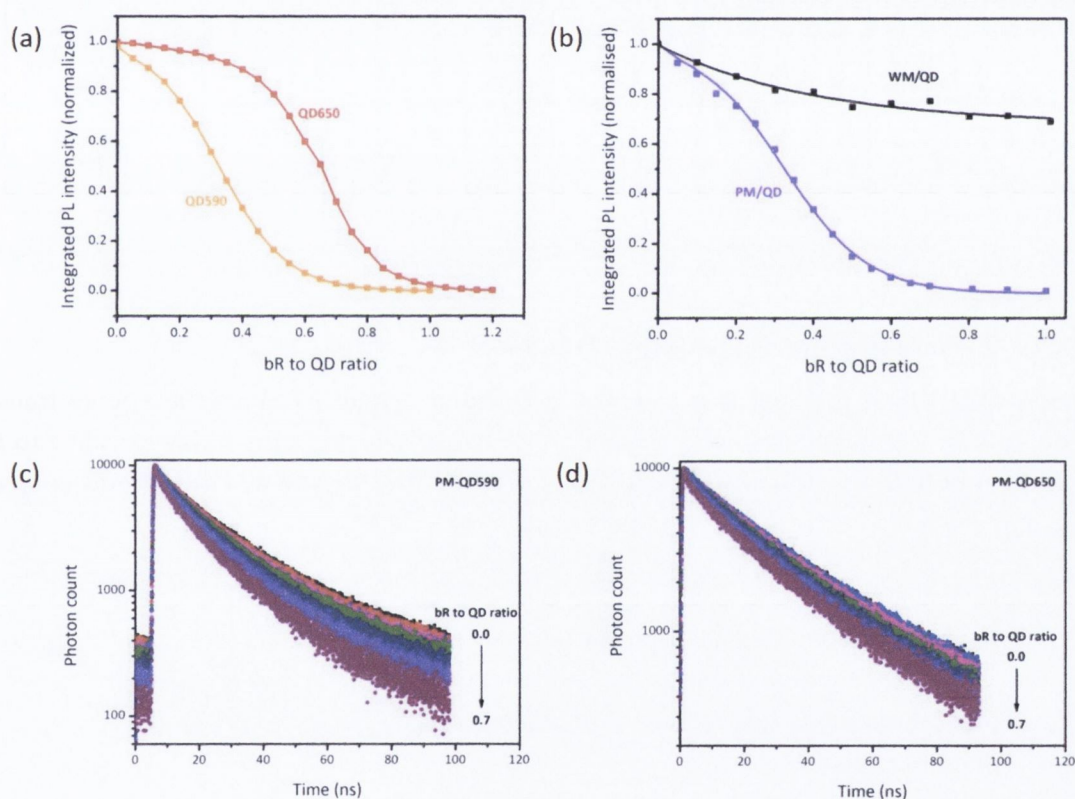 (a)
Integrated PL intensity (normalized)
1.0
0.8
0.6
0.4
0.2
0.0
QD650
QD590
0.0 0.2 0.4 0.6 0.8 1.0 1.2
bR to QD ratio
(b)
Integrated PL intensity (normalised)
1.0
0.8
0.6
0.4
0.2
0.0
WM/QD
PM/QD
0.0 0.2 0.4 0.6 0.8 1.0
bR to QD ratio
(c)
Photon count
10000
1000
100
PM-QD590
bR to QD ratio
0.0
0.7
0 20 40 60 80 100 120
Time (ns)
(d)
Photon count
10000
1000
PM-QD650
bR to QD ratio
0.0
0.7
0 20 40 60 80 100 120
Time (ns)